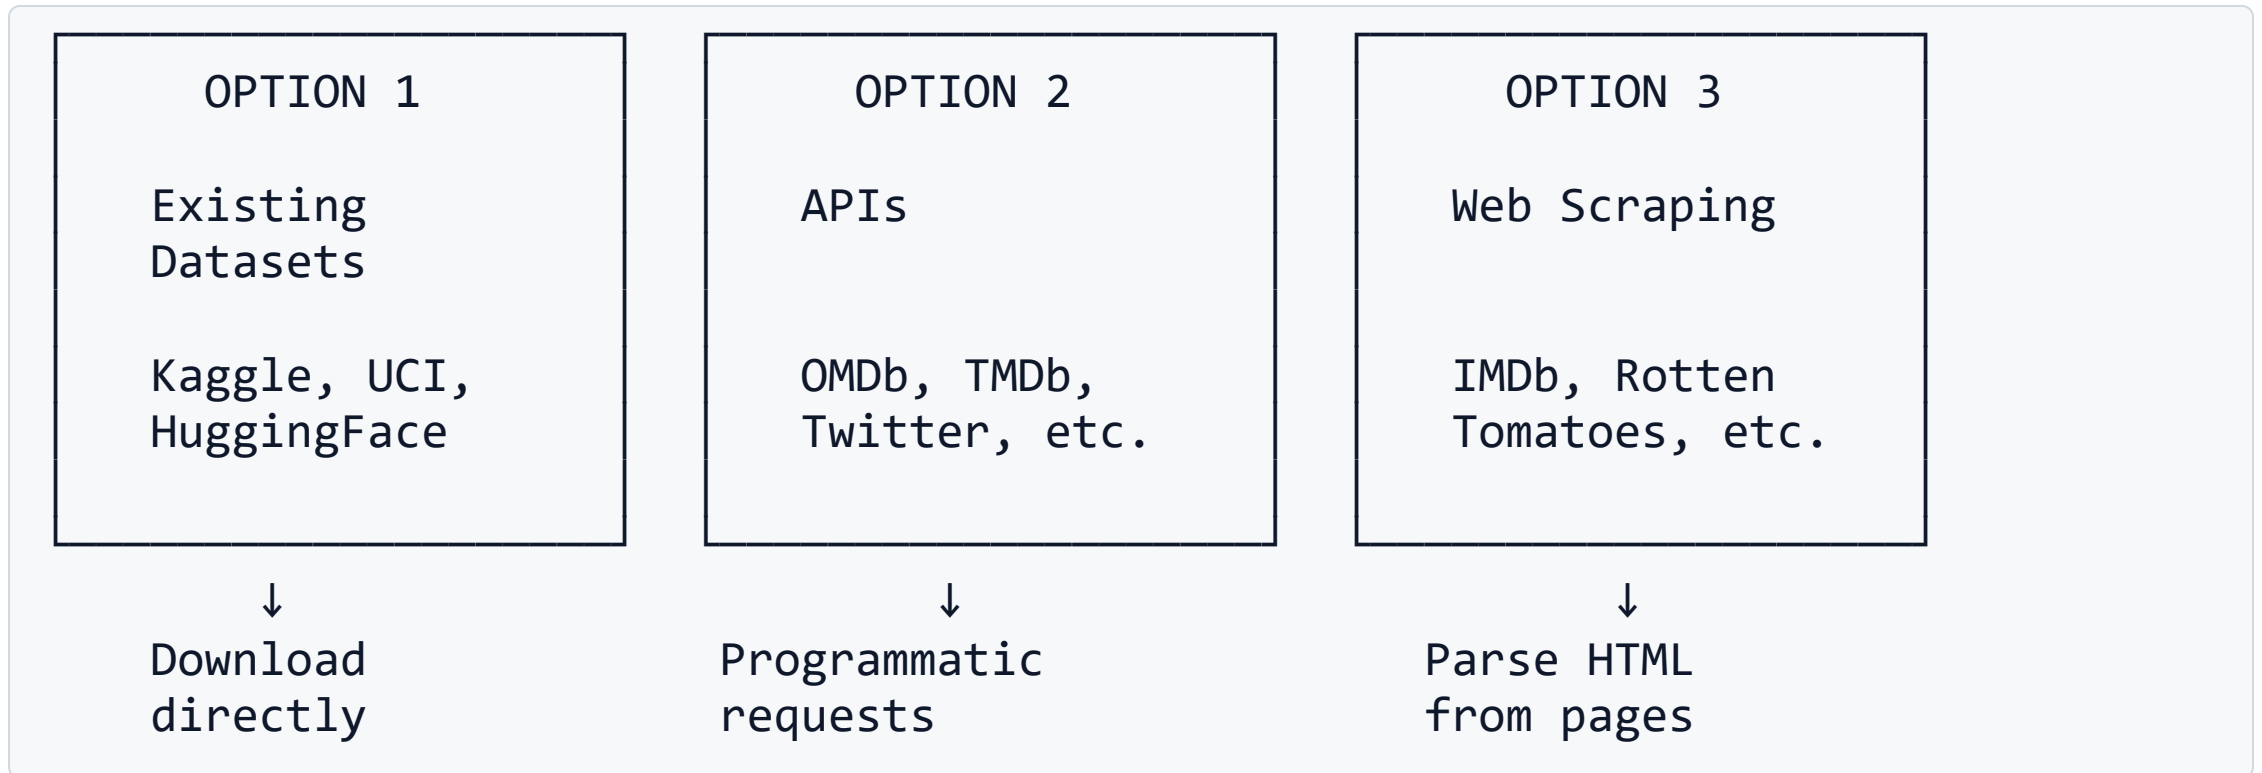 OPTION 1
Existing
Datasets
Kaggle, UCI,
HuggingFace
↓
Download
directly
OPTION 2
APIs
OMDb, TMDb,
Twitter, etc.
↓
Programmatic
requests
OPTION 3
Web Scraping
IMDb, Rotten
Tomatoes, etc.
↓
Parse HTML
from pages